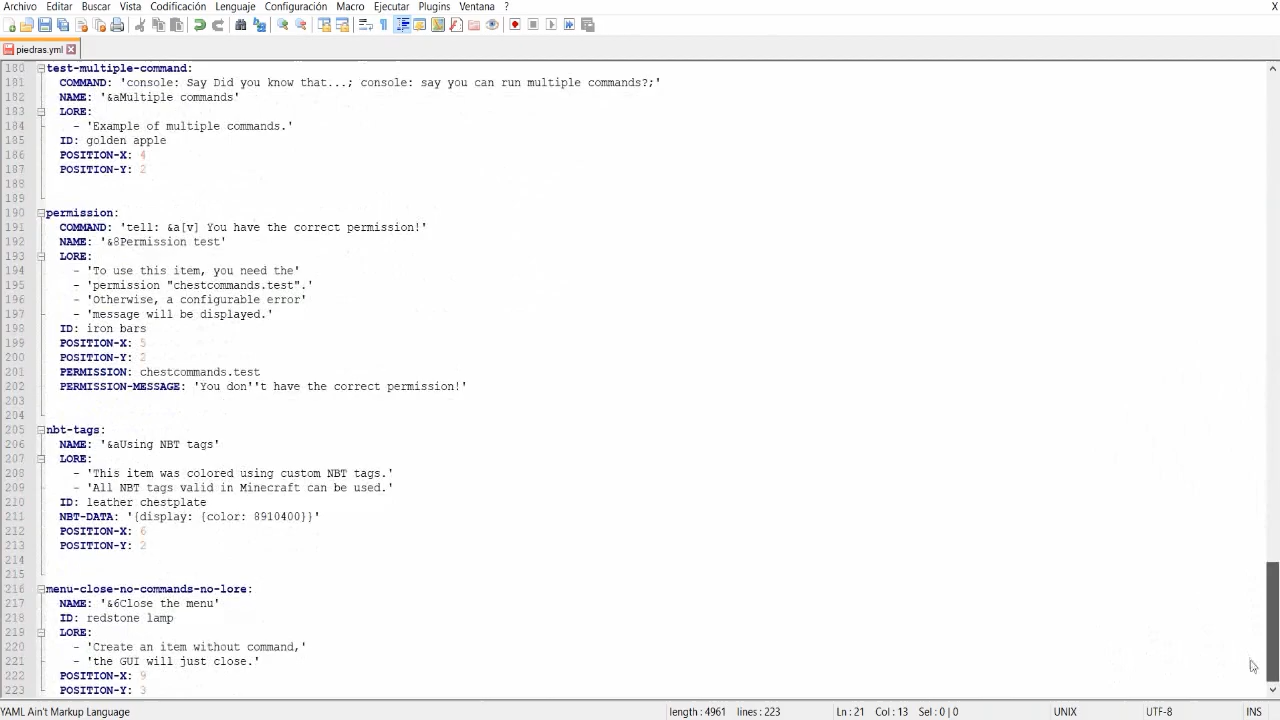 Archivo Editar Buscar Vista Codificación Lenguaje Configuración Macro Ejecutar Plugins Ventana ? X
piedras.yml
180 test-multiple-command:
181 COMMAND: 'console: Say Did you know that...; console: say you can run multiple commands?;'
182 NAME: '&aMultiple commands'
183 LORE:
184 - 'Example of multiple commands.'
185 ID: golden apple
186 POSITION-X: 4
187 POSITION-Y: 2
188
189
190 permission:
191 COMMAND: 'tell: &a[v] You have the correct permission!'
192 NAME: '&8Permission test'
193 LORE:
194 - 'To use this item, you need the'
195 - 'permission "chestcommands.test".'
196 - 'Otherwise, a configurable error'
197 - 'message will be displayed.'
198 ID: iron bars
199 POSITION-X: 5
200 POSITION-Y: 2
201 PERMISSION: chestcommands.test
202 PERMISSION-MESSAGE: 'You don''t have the correct permission!'
203
204
205 nbt-tags:
206 NAME: '&aUsing NBT tags'
207 LORE:
208 - 'This item was colored using custom NBT tags.'
209 - 'All NBT tags valid in Minecraft can be used.'
210 ID: leather chestplate
211 NBT-DATA: '{display: {color: 8910400}}'
212 POSITION-X: 6
213 POSITION-Y: 2
214
215
216 menu-close-no-commands-no-lore:
217 NAME: '&6Close the menu'
218 ID: redstone lamp
219 LORE:
220 - 'Create an item without command,'
221 - 'the GUI will just close.'
222 POSITION-X: 9
223 POSITION-Y: 3
YAML Ain't Markup Language length : 4961 lines : 223 Ln : 21 Col : 13 Sel : 0 | 0 UNIX UTF-8 INS